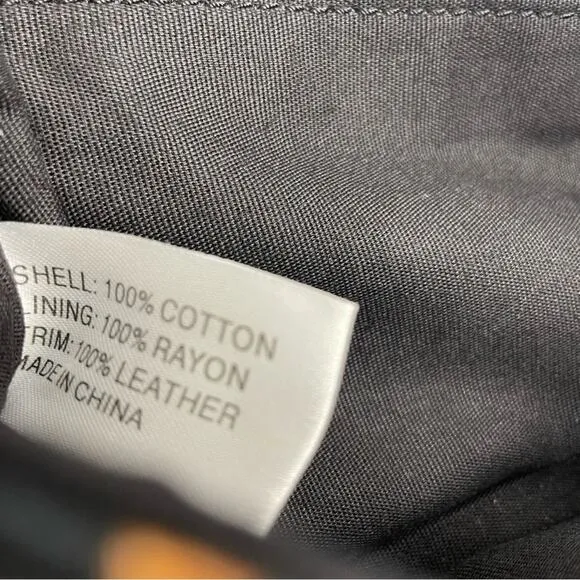 SHELL: 100% COTTON
LINING: 100% RAYON
TRIM: 100% LEATHER
MADE IN CHINA